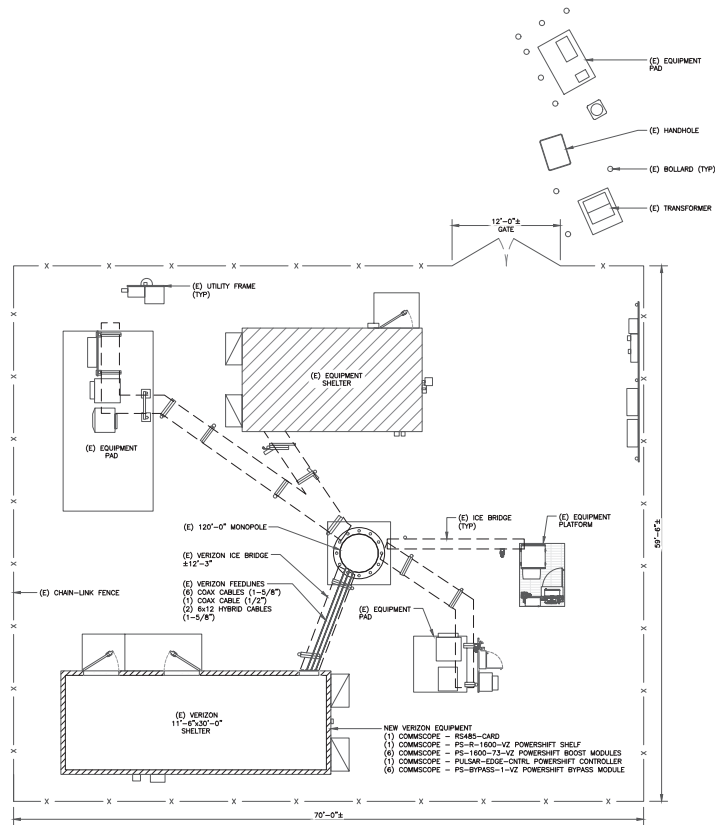 (E) EQUIPMENT
PAD
(E) HANDHOLE
(E) BOLLARD (TYP)
(E) TRANSFORMER
12'-0"±
GATE
(E) UTILITY FRAME
(TYP)
(E) EQUIPMENT
SHELTER
(E) EQUIPMENT
PAD
(E) 120'-0" MONOPOLE
(E) ICE BRIDGE
(TYP)
(E) EQUIPMENT
PLATFORM
59'-6"±
(E) VERIZON ICE BRIDGE
±12'-3"
(E) VERIZON FEEDLINES
(6) COAX CABLES (1-5/8")
(1) COAX CABLE (1/2")
(2) 6x12 HYBRID CABLES
(1-5/8")
(E) CHAIN-LINK FENCE
(E) EQUIPMENT
PAD
(E) VERIZON
11'-6"x30'-0"
SHELTER
NEW VERIZON EQUIPMENT
(1) COMMSCOPE - RS485-CARD
(1) COMMSCOPE - PS-R-1600-VZ POWERSHIFT SHELF
(6) COMMSCOPE - PS-1600-73-VZ POWERSHIFT BOOST MODULES
(1) COMMSCOPE - PULSAR-EDGE-CNTRL POWERSHIFT CONTROLLER
(6) COMMSCOPE - PS-BYPASS-1-VZ POWERSHIFT BYPASS MODULE
70'-0"±